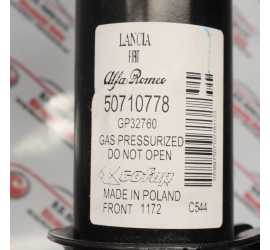 LANCIA
FIAT
Alfa Romeo
50710778
GP32760
GAS PRESSURIZED
DO NOT OPEN
MADE IN POLAND
FRONT 1172 C544